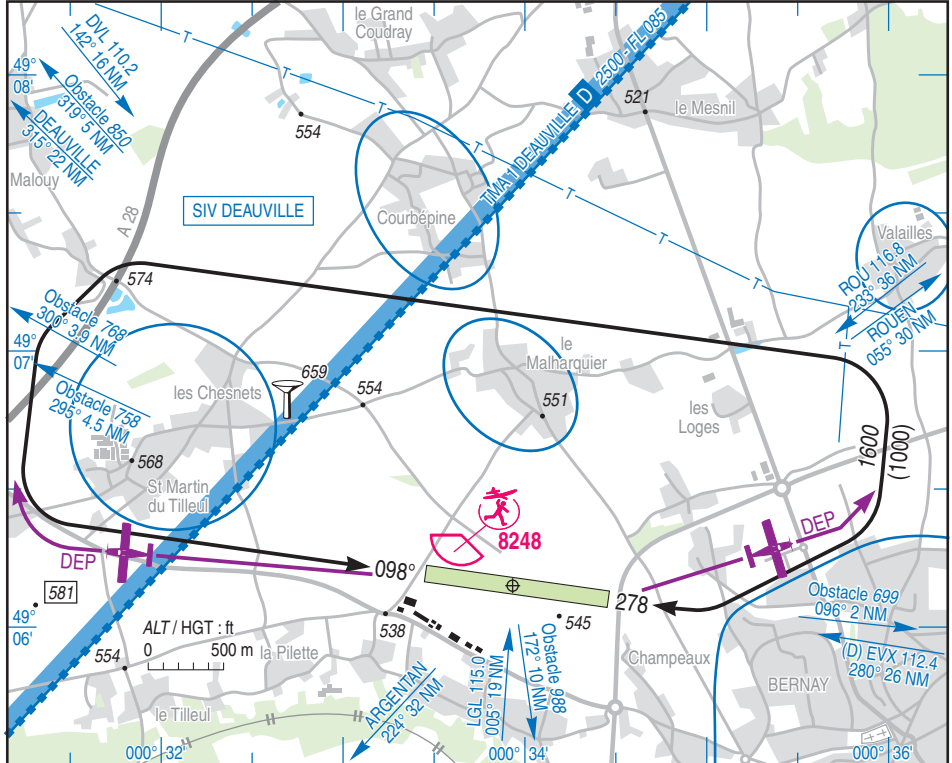 le Grand
Coudray
DVL 110.2
142° 16 NM
49°
08'
Obstacle 850
319° 5 NM
DEAUVILLE
315° 22 NM
Malouy
A 28
SIV DEAUVILLE
554
T
T
T
T
T
T
TMA 1 DEAUVILLE D 2500 - FL 085
521
le Mesnil
Courbépine
Valailles
ROU 116.8
233° 36 NM
ROUEN
055° 30 NM
574
Obstacle 768
300° 3.9 NM
49°
07'
Obstacle 758
295° 4.5 NM
les Chesnets
659
554
le
Malharquier
551
les
Loges
1600
(1000)
568
St Martin
du Tilleul
8248
DEP
DEP
098°
278
581
49°
06'
538
545
Obstacle 699
096° 2 NM
(D) EVX 112.4
280° 26 NM
ALT / HGT : ft
0 500 m
554
la Pilette
le Tilleul
ARGENTAN
224° 32 NM
LGL 115.0
005° 19 NM
Obstacle 988
172° 10 NM
Champeaux
BERNAY
000° 32
000° 34'
000° 36'